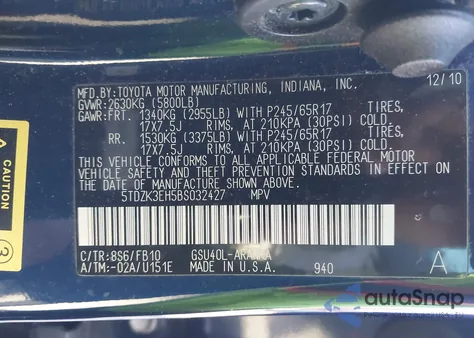 MFD.BY:TOYOTA MOTOR MANUFACTURING, INDIANA, INC. 12/10
GVWR:2630KG (5800LB)
GAWR:FRT. 1340KG (2955LB) WITH P245/65R17 TIRES,
17X7.5J RIMS, AT 210KPA (30PSI) COLD.
RR. 1530KG (3375LB) WITH P245/65R17 TIRES,
17X7.5J RIMS, AT 210KPA (30PSI) COLD.
THIS VEHICLE CONFORMS TO ALL APPLICABLE FEDERAL MOTOR
VEHICLE SAFETY AND THEFT PREVENTION STANDARDS IN EFFECT
ON THE DATE OF MANUFACTURE SHOWN ABOVE.
5TDZK3EH5BS032427 MPV
C/TR:8S6/FB10 GSU40L-
A/TM:-02A/U151E MADE IN U.S.A. 940 A
3
autoSnap